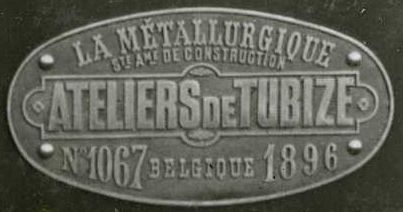 LA MÉTALLURGIQUE
STÉ AME DE CONSTRUCTION
ATELIERS DE TUBIZE
No 1067 BELGIQUE 1896